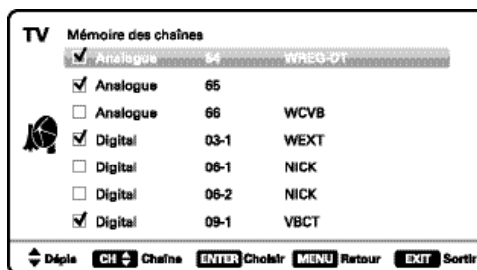 TV Mémoire des chaînes
Analogue 64 WREG-DT
Analogue 65
Analogue 66 WCVB
Digital 03-1 WEXT
Digital 06-1 NICK
Digital 06-2 NICK
Digital 09-1 VBCT
Dépla CH Chaîne ENTER Choisir MENU Retour EXIT Sortir